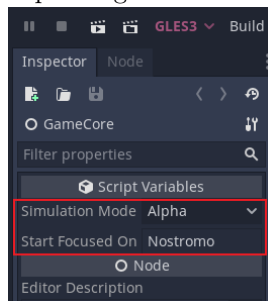 GLES3 Build
Inspector Node
GameCore
Filter properties
Script Variables
Simulation Mode Alpha
Start Focused On Nostromo
Node
Editor Description